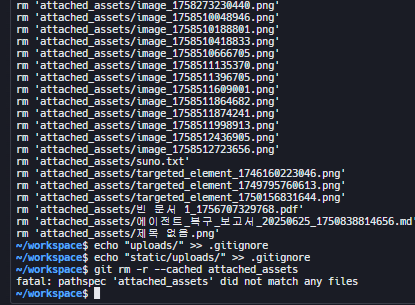 rm 'attached_assets/image_1758273230440.png'
rm 'attached_assets/image_1758510048946.png'
rm 'attached_assets/image_1758510188801.png'
rm 'attached_assets/image_1758510418833.png'
rm 'attached_assets/image_1758510666705.png'
rm 'attached_assets/image_1758511135370.png'
rm 'attached_assets/image_1758511396705.png'
rm 'attached_assets/image_1758511609001.png'
rm 'attached_assets/image_1758511864682.png'
rm 'attached_assets/image_1758511874241.png'
rm 'attached_assets/image_1758511998913.png'
rm 'attached_assets/image_1758512436905.png'
rm 'attached_assets/image_1758512723656.png'
rm 'attached_assets/suno.txt'
rm 'attached_assets/targeted_element_1746160223046.png'
rm 'attached_assets/targeted_element_1749795760613.png'
rm 'attached_assets/targeted_element_1750156831644.png'
rm 'attached_assets/빈 문서 1_1756707329768.pdf'
rm 'attached_assets/에이전트_복구_보고서_20250625_1750838814656.md'
rm 'attached_assets/제목 없음.png'
~/workspace$ echo "uploads/" >> .gitignore
~/workspace$ echo "static/uploads/" >> .gitignore
~/workspace$ git rm -r --cached attached_assets
fatal: pathspec 'attached_assets' did not match any files
~/workspace$